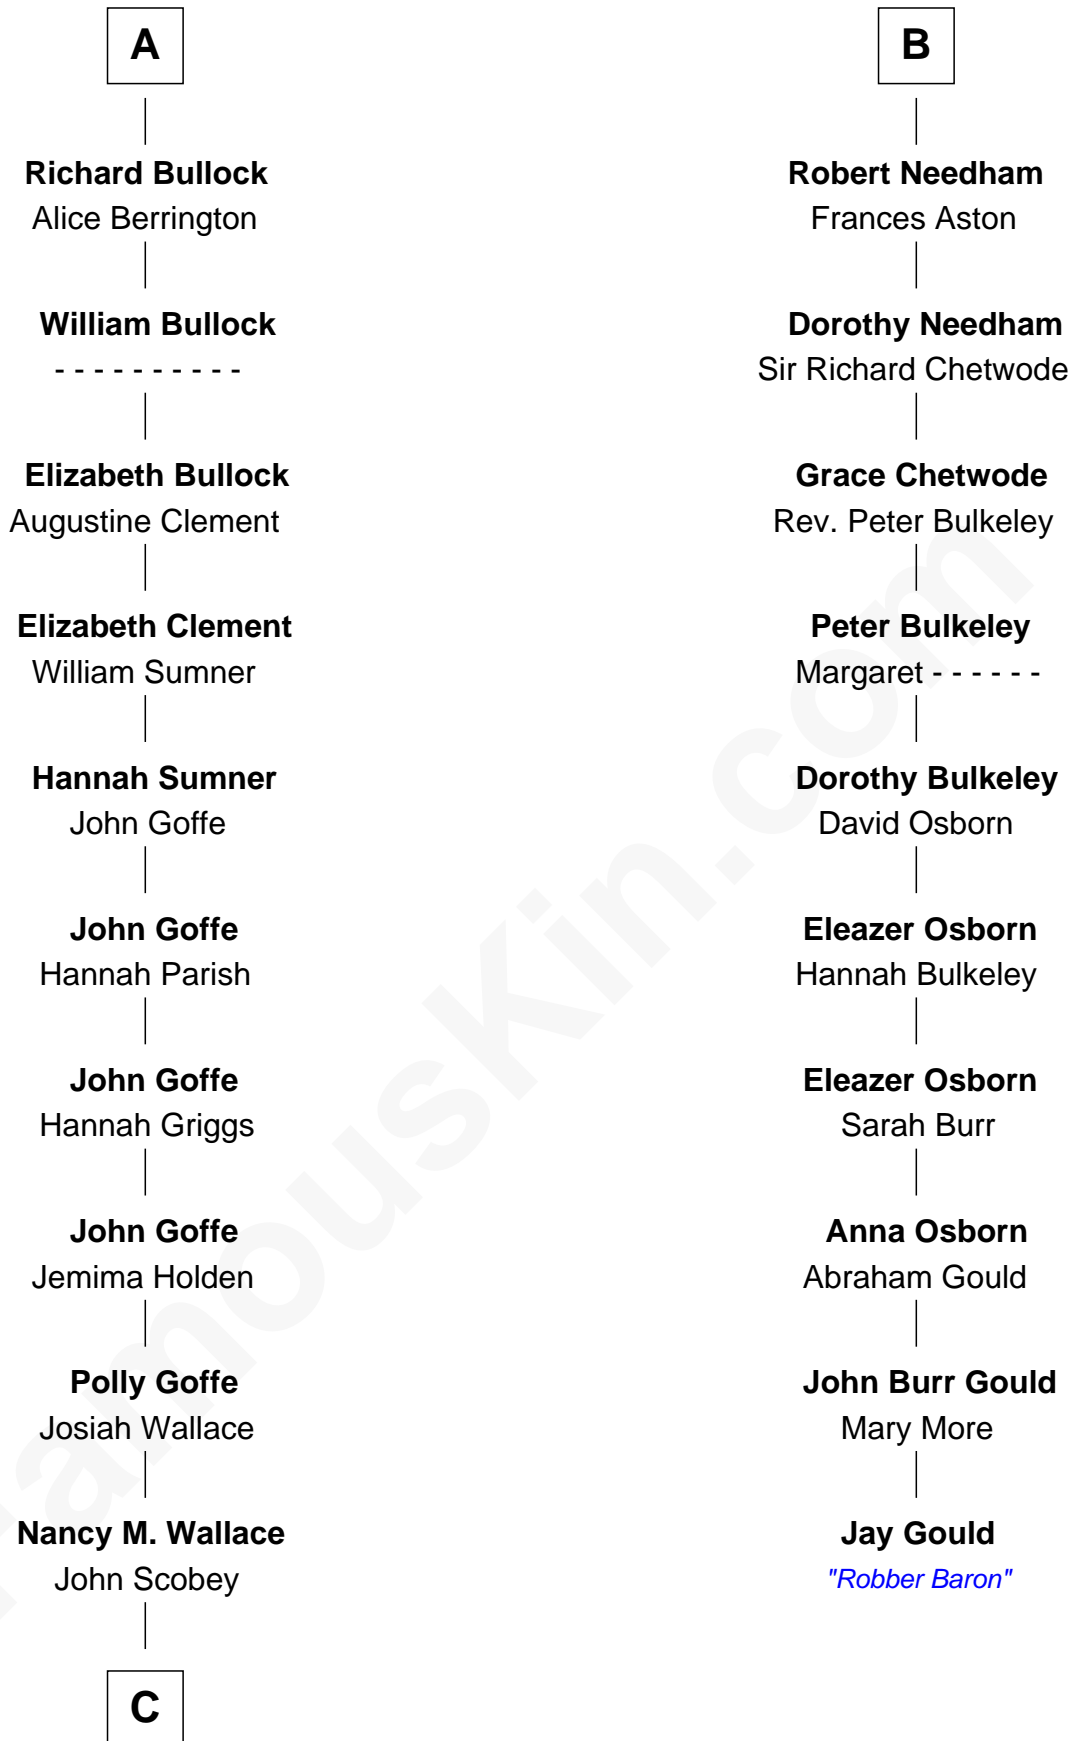 A
Richard Bullock
Alice Berrington
William Bullock
- - - - - - - - - -
Elizabeth Bullock
Augustine Clement
Elizabeth Clement
William Sumner
Hannah Sumner
John Goffe
John Goffe
Hannah Parish
John Goffe
Hannah Griggs
John Goffe
Jemima Holden
Polly Goffe
Josiah Wallace
Nancy M. Wallace
John Scobey
C
B
Robert Needham
Frances Aston
Dorothy Needham
Sir Richard Chetwode
Grace Chetwode
Rev. Peter Bulkeley
Peter Bulkeley
Margaret - - - - - -
Dorothy Bulkeley
David Osborn
Eleazer Osborn
Hannah Bulkeley
Eleazer Osborn
Sarah Burr
Anna Osborn
Abraham Gould
John Burr Gould
Mary More
Jay Gould
"Robber Baron"
FamousKin.com